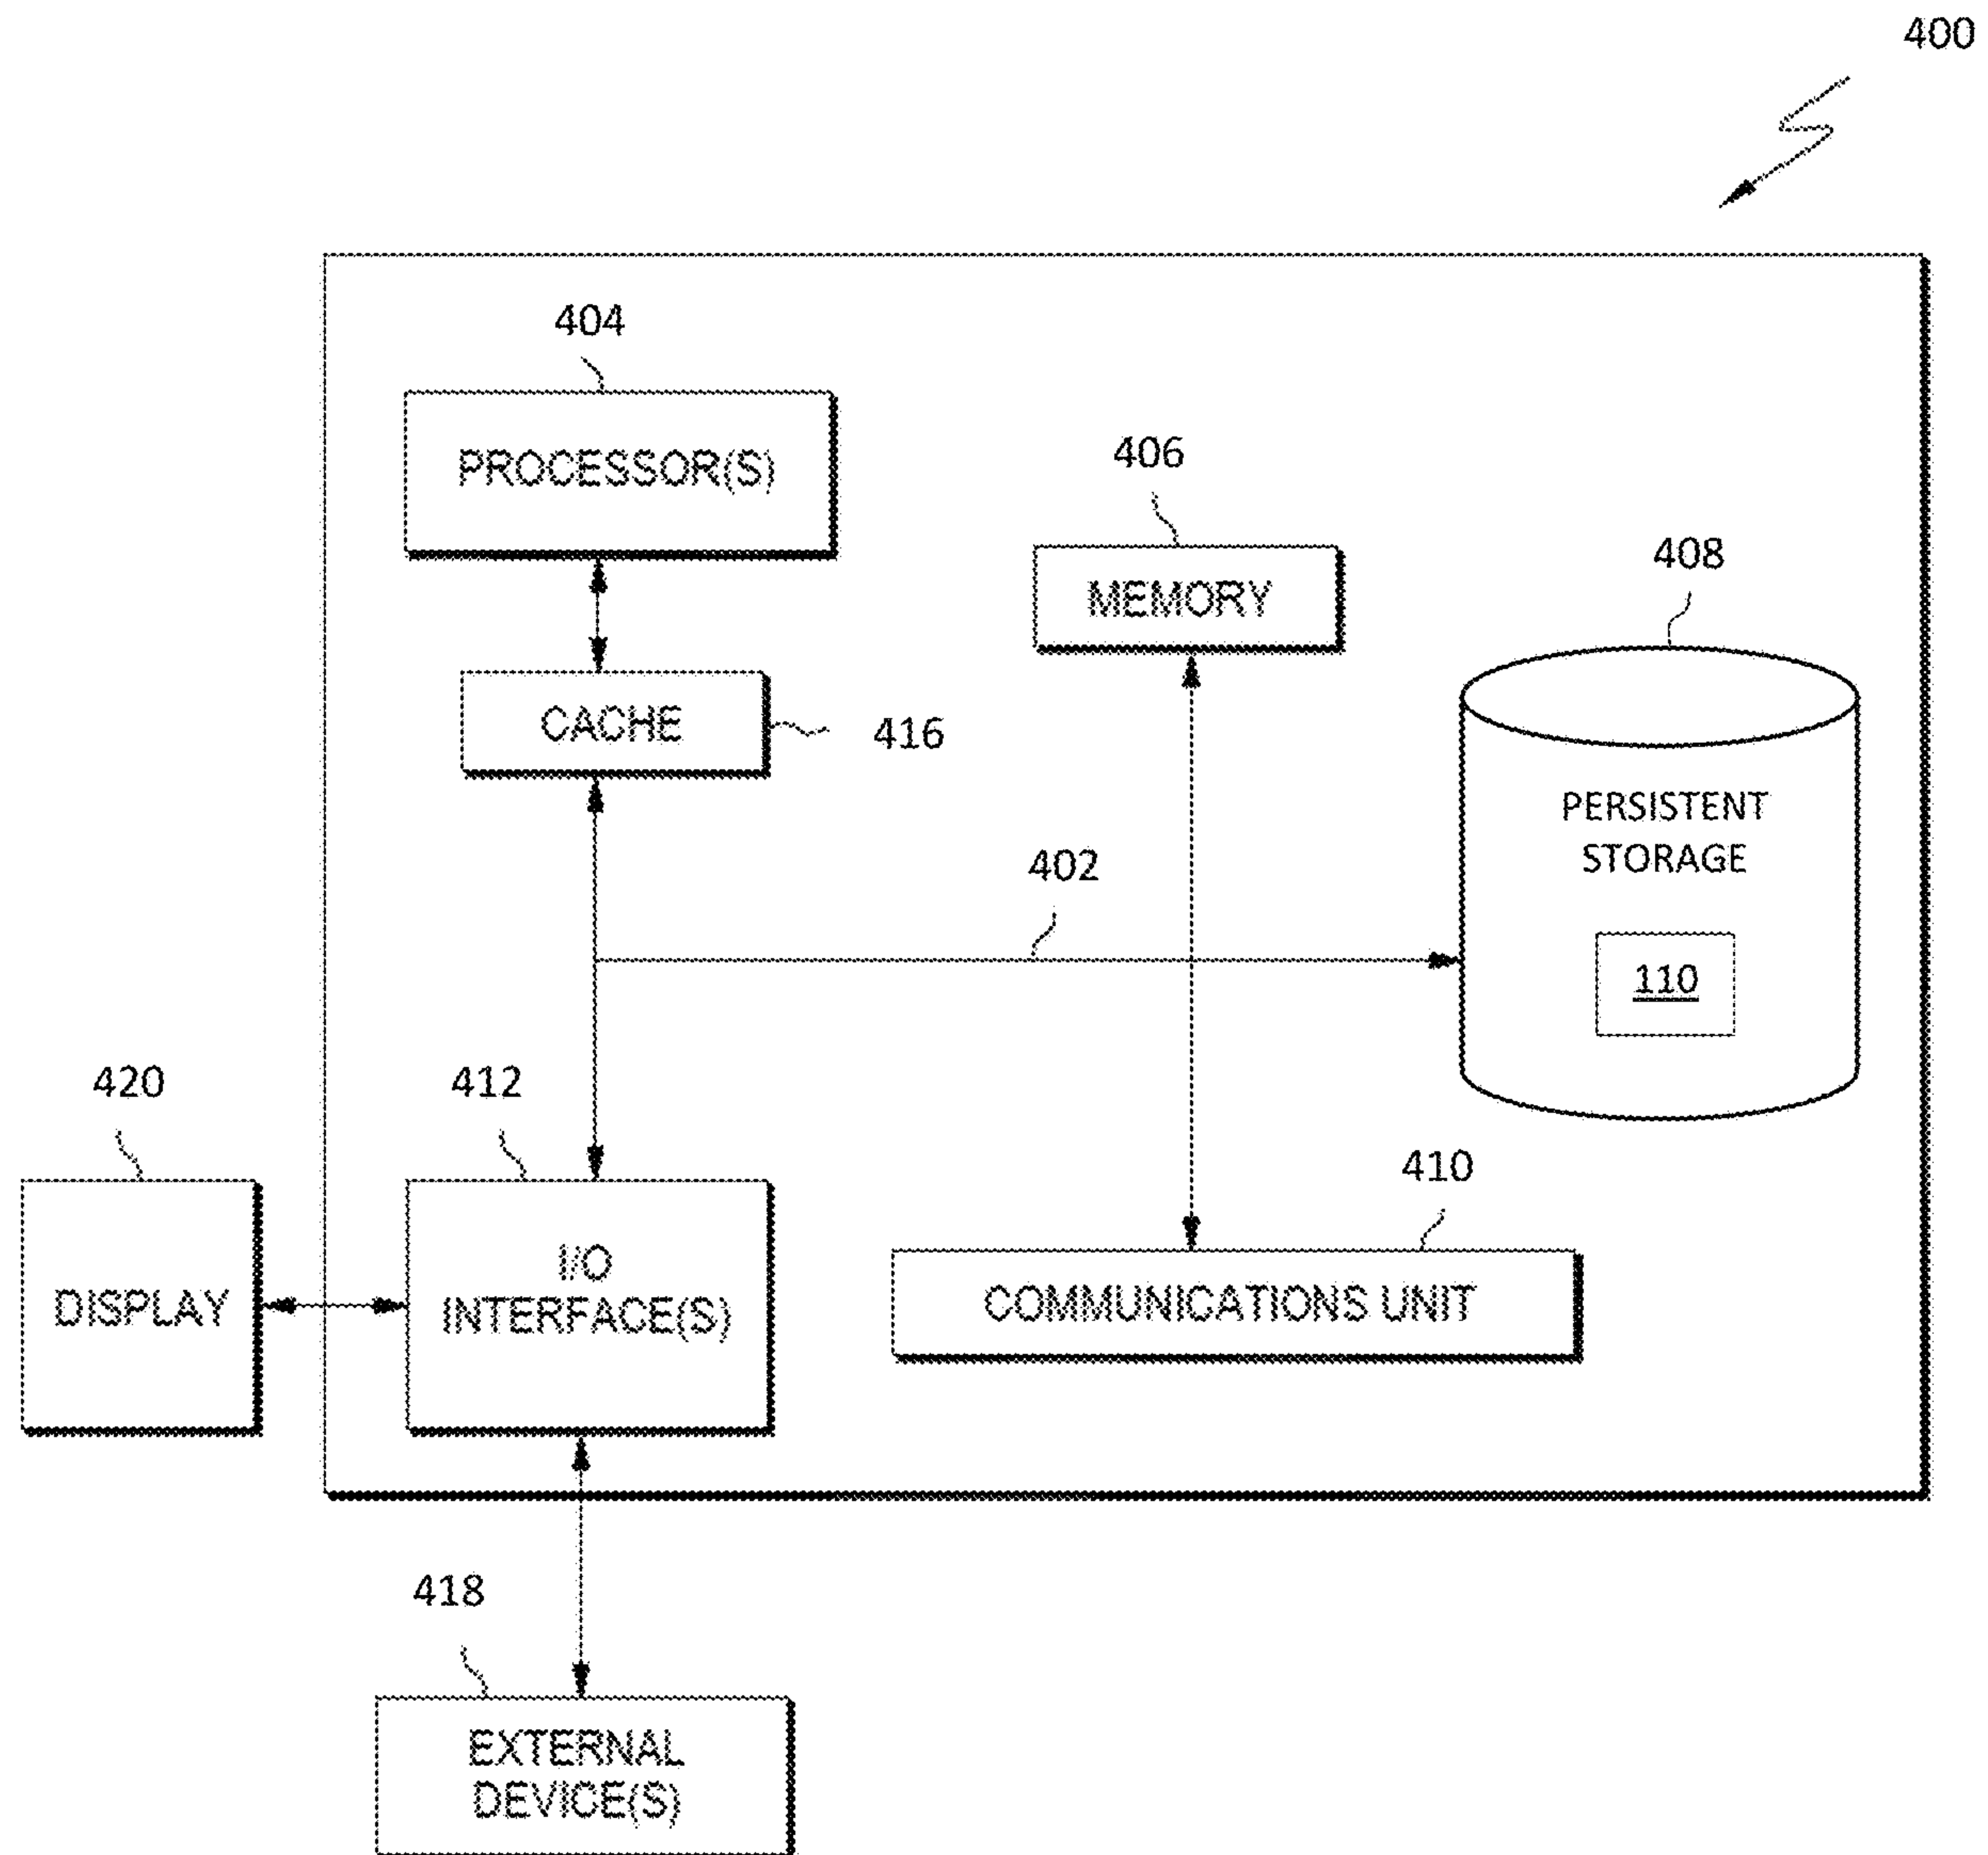 400
404
PROCESSOR(S)
406
MEMORY
408
CACHE
416
PERSISTENT
STORAGE
402
110
420
412
410
DISPLAY
I/O
INTERFACE(S)
COMMUNICATIONS UNIT
418
EXTERNAL
DEVICE(S)